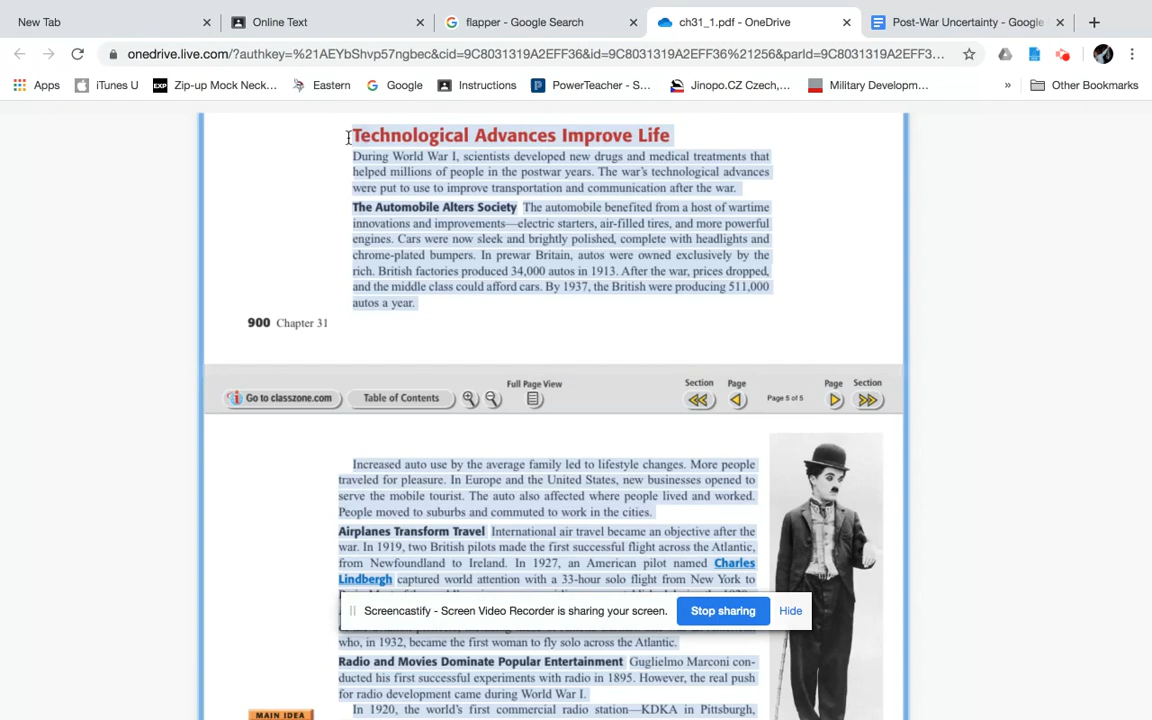 New Tab
Online Text
flapper - Google Search
ch31_1.pdf - OneDrive
Post-War Uncertainty - Google
onedrive.live.com/?authkey=%21AEYbShvp57ngbec&cid=9C8031319A2EFF36&id=9C8031319A2EFF36%21256&parId=9C8031319A2EFF3...
Apps
iTunes U
EXP
Zip-up Mock Neck...
Eastern
Google
Instructions
PowerTeacher - S...
Jinopo.CZ Czech,...
Military Developm...
»
Other Bookmarks
Technological Advances Improve Life
During World War I, scientists developed new drugs and medical treatments that
helped millions of people in the postwar years. The war's technological advances
were put to use to improve transportation and communication after the war.
The Automobile Alters Society The automobile benefited from a host of wartime
innovations and improvements—electric starters, air-filled tires, and more powerful
engines. Cars were now sleek and brightly polished, complete with headlights and
chrome-plated bumpers. In prewar Britain, autos were owned exclusively by the
rich. British factories produced 34,000 autos in 1913. After the war, prices dropped,
and the middle class could afford cars. By 1937, the British were producing 511,000
autos a year.
900 Chapter 31
Go to classzone.com
Table of Contents
Full Page View
Section
Page
Page 5 of 5
Page
Section
Increased auto use by the average family led to lifestyle changes. More people
traveled for pleasure. In Europe and the United States, new businesses opened to
serve the mobile tourist. The auto also affected where people lived and worked.
People moved to suburbs and commuted to work in the cities.
Airplanes Transform Travel International air travel became an objective after the
war. In 1919, two British pilots made the first successful flight across the Atlantic,
from Newfoundland to Ireland. In 1927, an American pilot named Charles
Lindbergh captured world attention with a 33-hour solo flight from New York to
Screencastify - Screen Video Recorder is sharing your screen.
Stop sharing
Hide
who, in 1932, became the first woman to fly solo across the Atlantic.
Radio and Movies Dominate Popular Entertainment Guglielmo Marconi con-
ducted his first successful experiments with radio in 1895. However, the real push
for radio development came during World War I.
MAIN IDEA
In 1920, the world's first commercial radio station—KDKA in Pittsburgh,